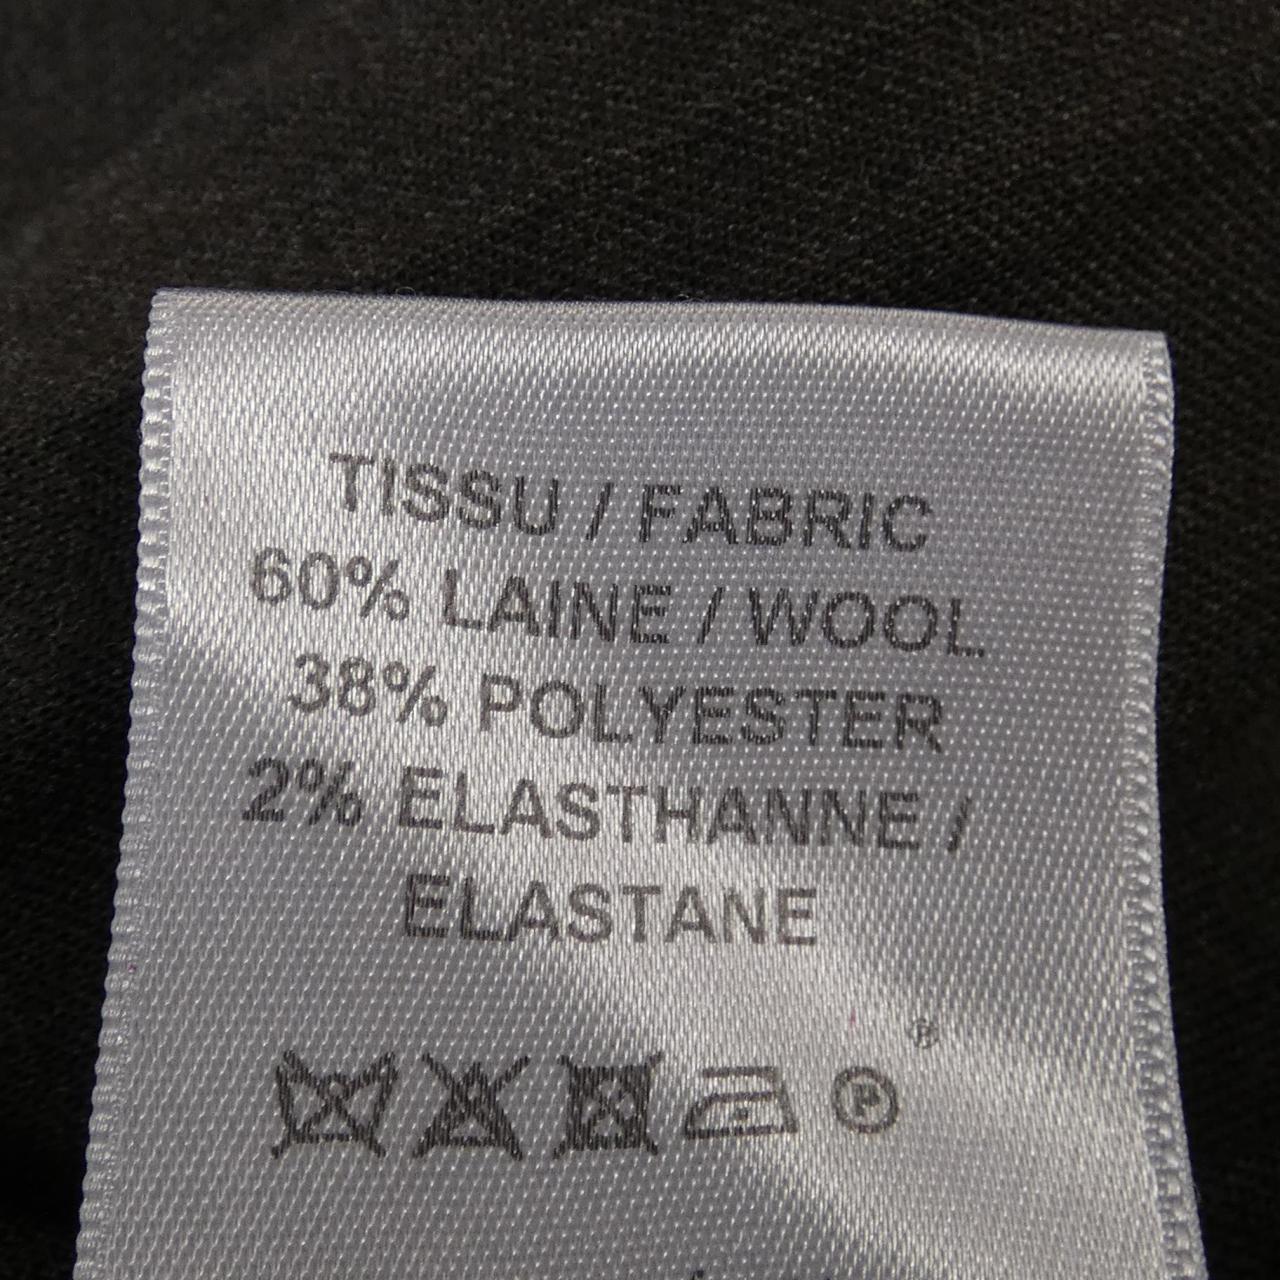 TISSU / FABRIC
60% LAINE / WOOL
38% POLYESTER
2% ELASTHANNE /
ELASTANE
®
P